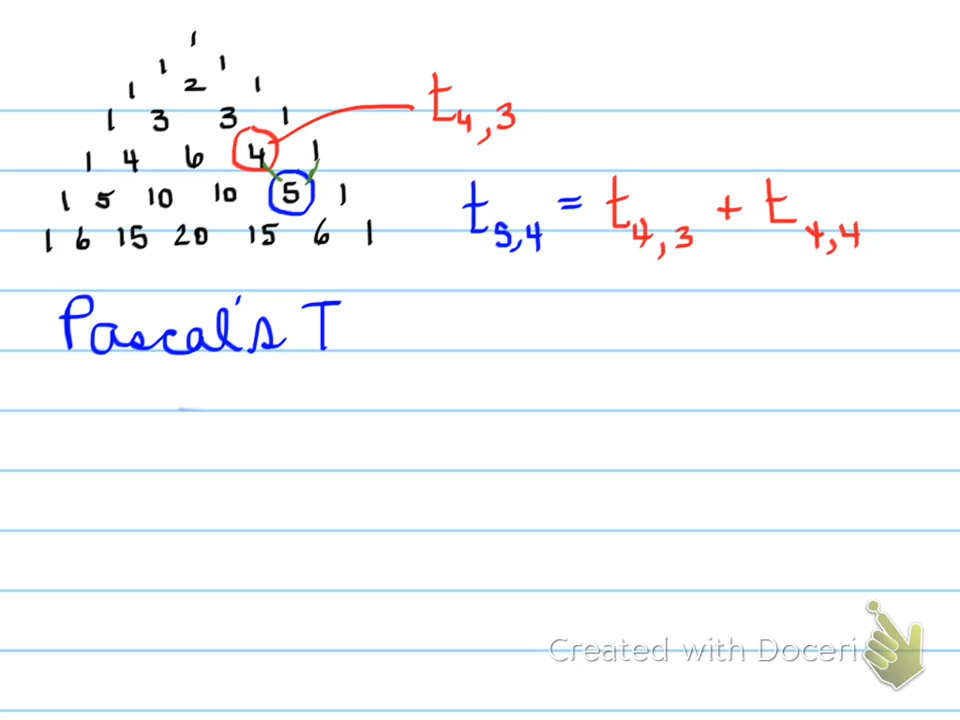 1
1 1
1 2 1
1 3 3 1
t4,3
1 4 6 4 1
1 5 10 10 5 1
t5,4 = t4,3 + t4,4
1 6 15 20 15 6 1
Pascal's T
Created with Doceri